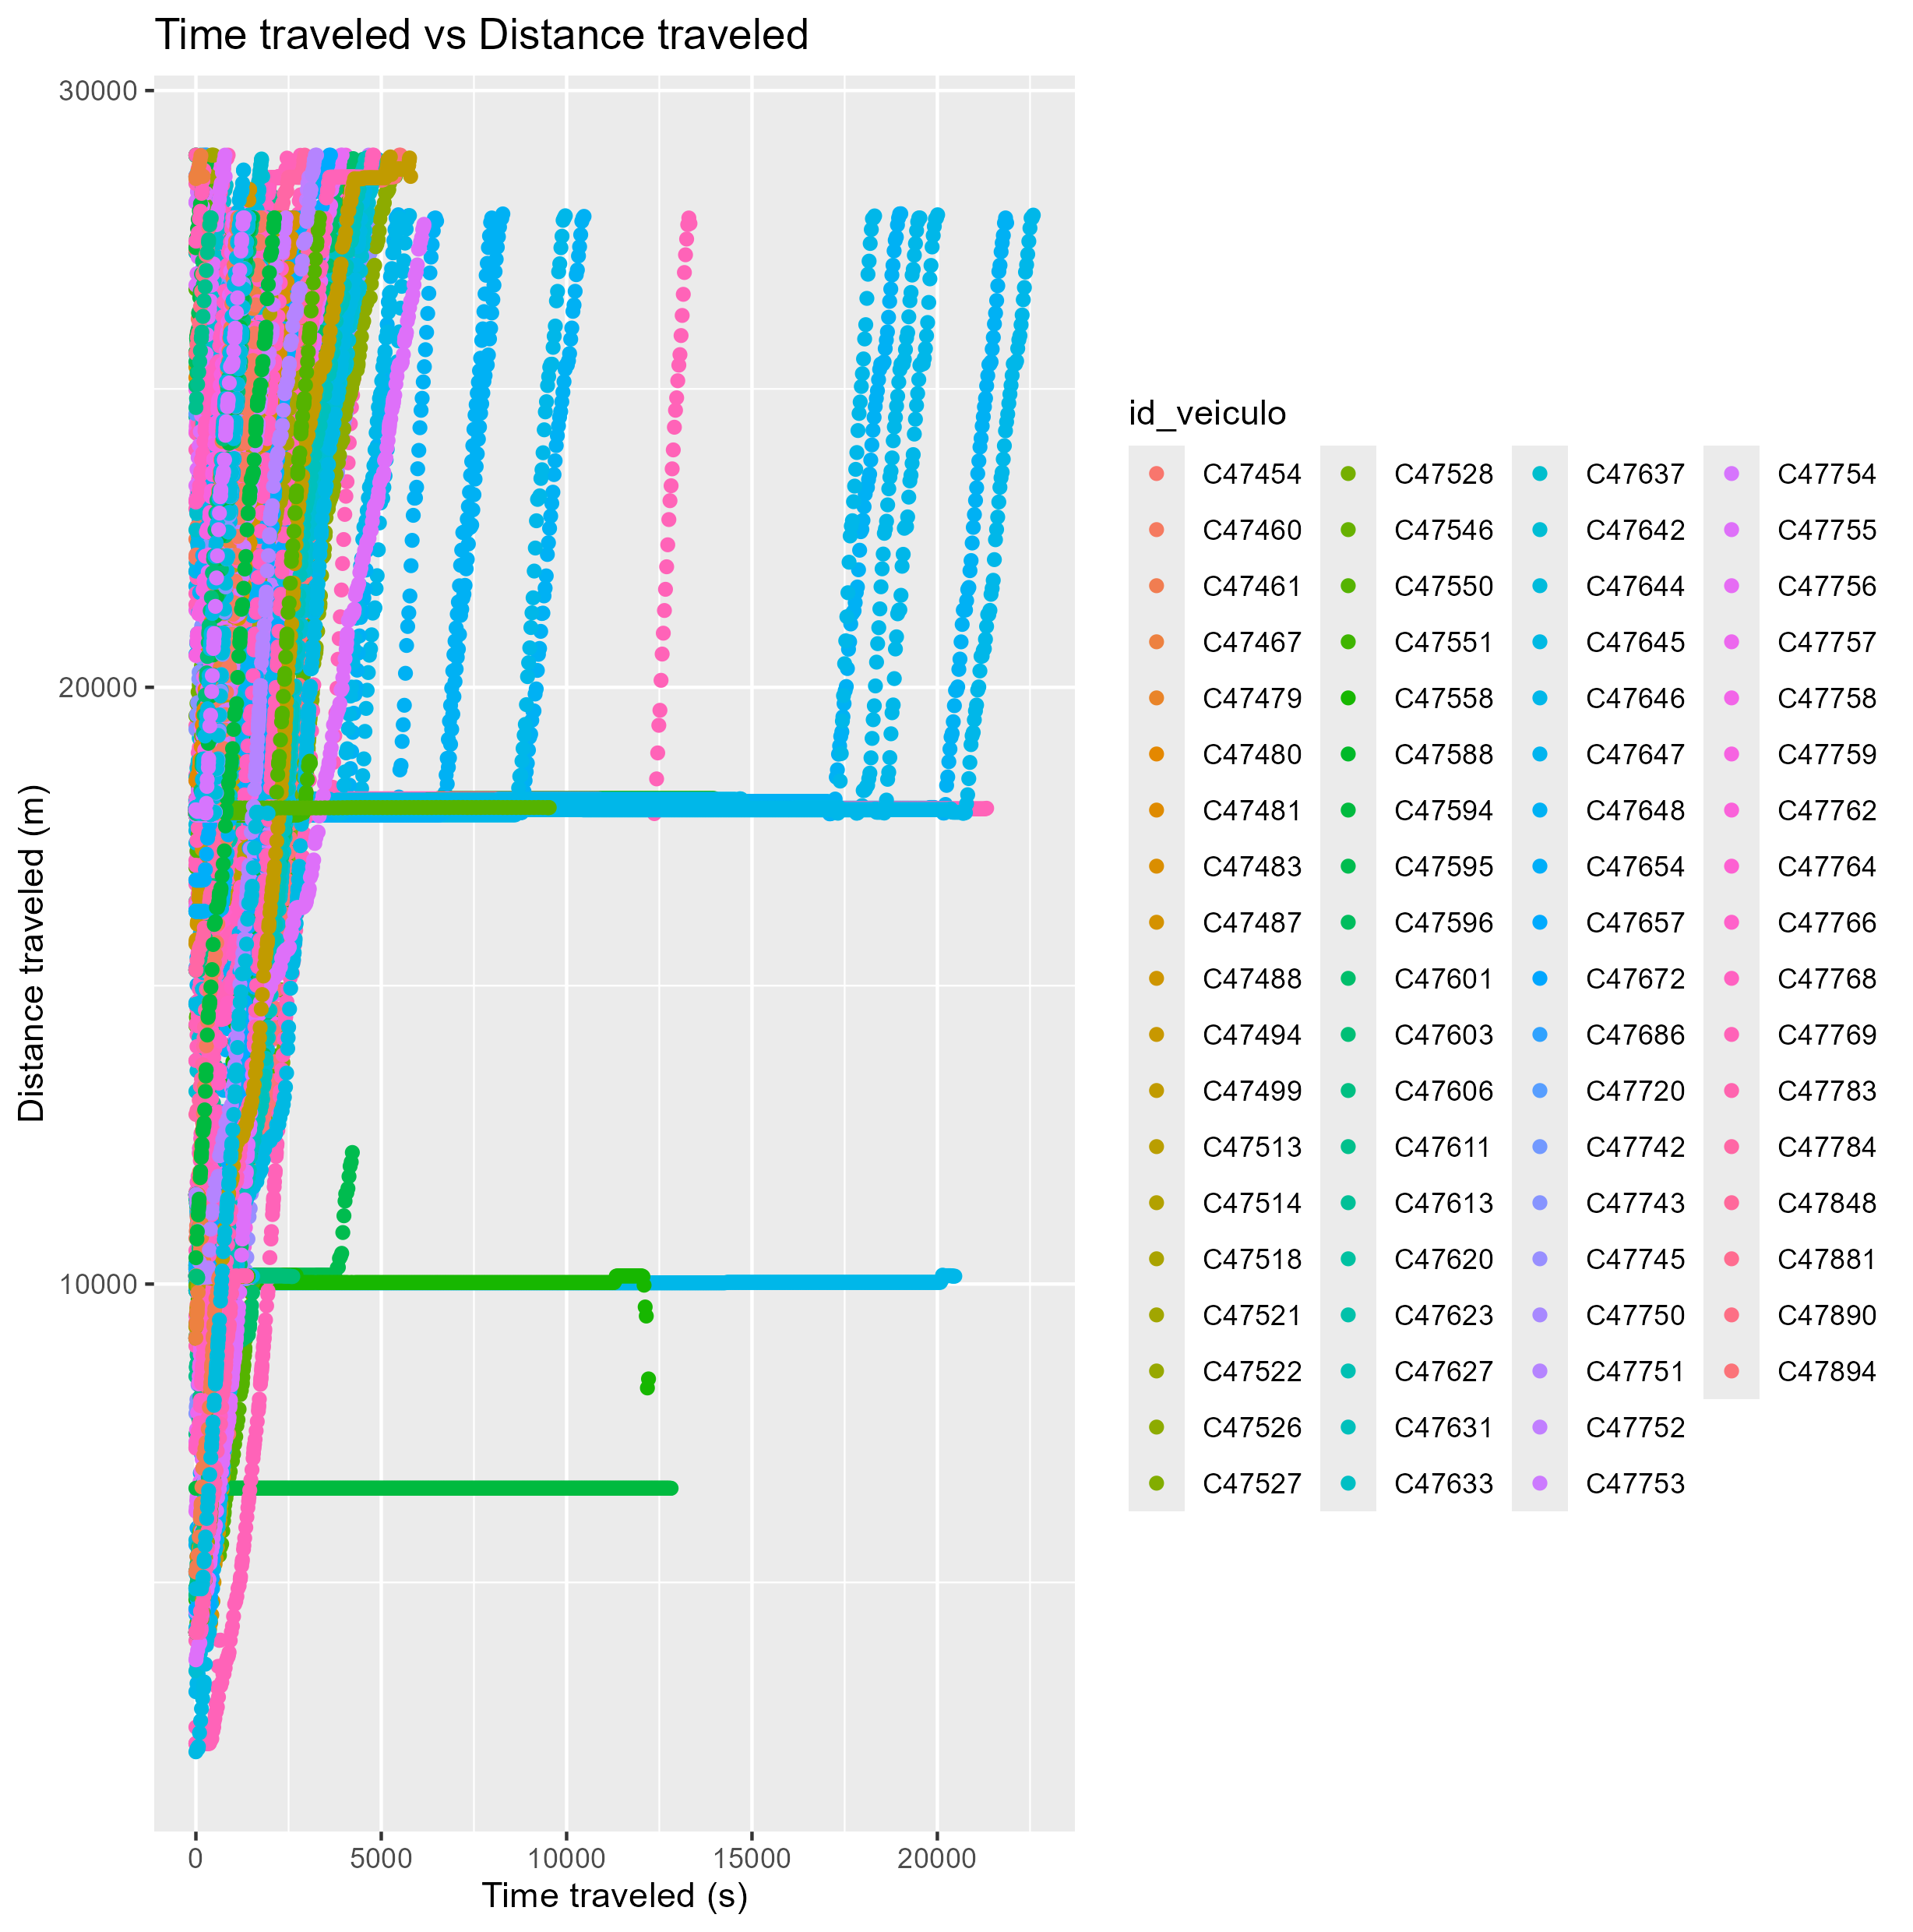 Time traveled vs Distance traveled
30000
20000
10000
Distance traveled (m)
0 5000 10000 15000 20000
Time traveled (s)
id_veiculo
C47454 C47528 C47637 C47754
C47460 C47546 C47642 C47755
C47461 C47550 C47644 C47756
C47467 C47551 C47645 C47757
C47479 C47558 C47646 C47758
C47480 C47588 C47647 C47759
C47481 C47594 C47648 C47762
C47483 C47595 C47654 C47764
C47487 C47596 C47657 C47766
C47488 C47601 C47672 C47768
C47494 C47603 C47686 C47769
C47499 C47606 C47720 C47783
C47513 C47611 C47742 C47784
C47514 C47613 C47743 C47848
C47518 C47620 C47745 C47881
C47521 C47623 C47750 C47890
C47522 C47627 C47751 C47894
C47526 C47631 C47752
C47527 C47633 C47753